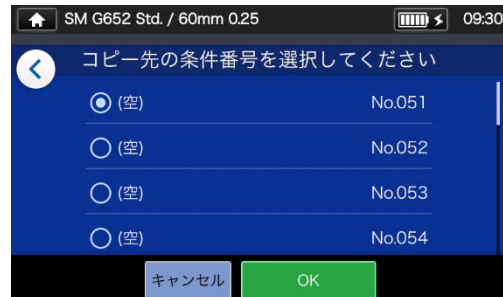 SM G652 Std. / 60mm 0.25 09:30
コピー先の条件番号を選択してください
(空) No.051
(空) No.052
(空) No.053
(空) No.054
キャンセル OK